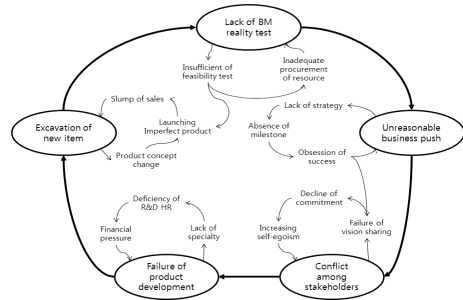 Lack of BM
reality test
Insufficient of
feasibility test
Inadequate
procurement
of resource
Slump of sales
Launching
Imperfect product
Excavation of
new item
Product concept
change
Lack of strategy
Absence of
milestone
Obsession of
success
Unreasonable
business push
Deficiency of
R&D HR
Financial
pressure
Lack of
specialty
Decline of
commitment
Increasing
self-egoism
Failure of
vision sharing
Failure of
product
development
Conflict
among
stakeholders